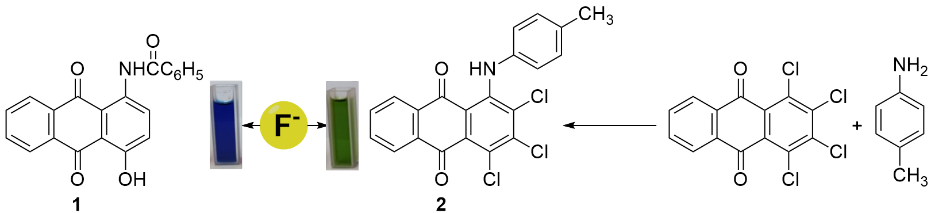 O
O NHCC₆H₅
O OH
1
F⁻
CH₃
O HN
Cl
Cl
O Cl
2
O Cl
Cl
Cl
O Cl
+
NH₂
CH₃